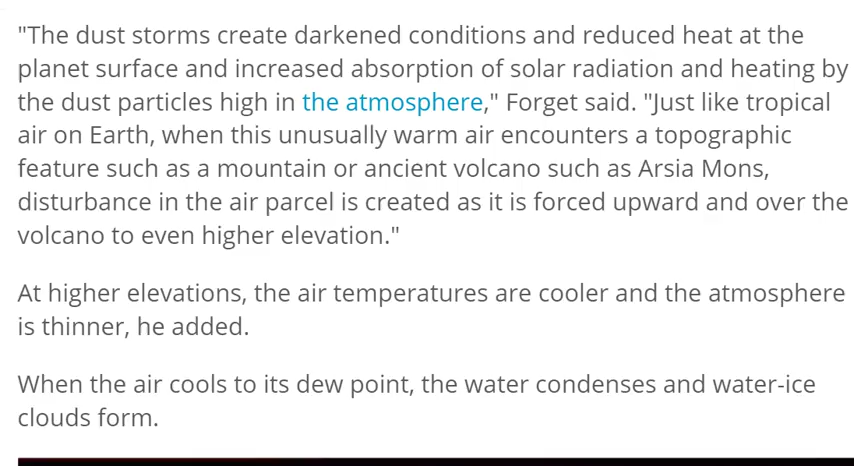 "The dust storms create darkened conditions and reduced heat at the
planet surface and increased absorption of solar radiation and heating by
the dust particles high in the atmosphere," Forget said. "Just like tropical
air on Earth, when this unusually warm air encounters a topographic
feature such as a mountain or ancient volcano such as Arsia Mons,
disturbance in the air parcel is created as it is forced upward and over the
volcano to even higher elevation."
At higher elevations, the air temperatures are cooler and the atmosphere
is thinner, he added.
When the air cools to its dew point, the water condenses and water-ice
clouds form.